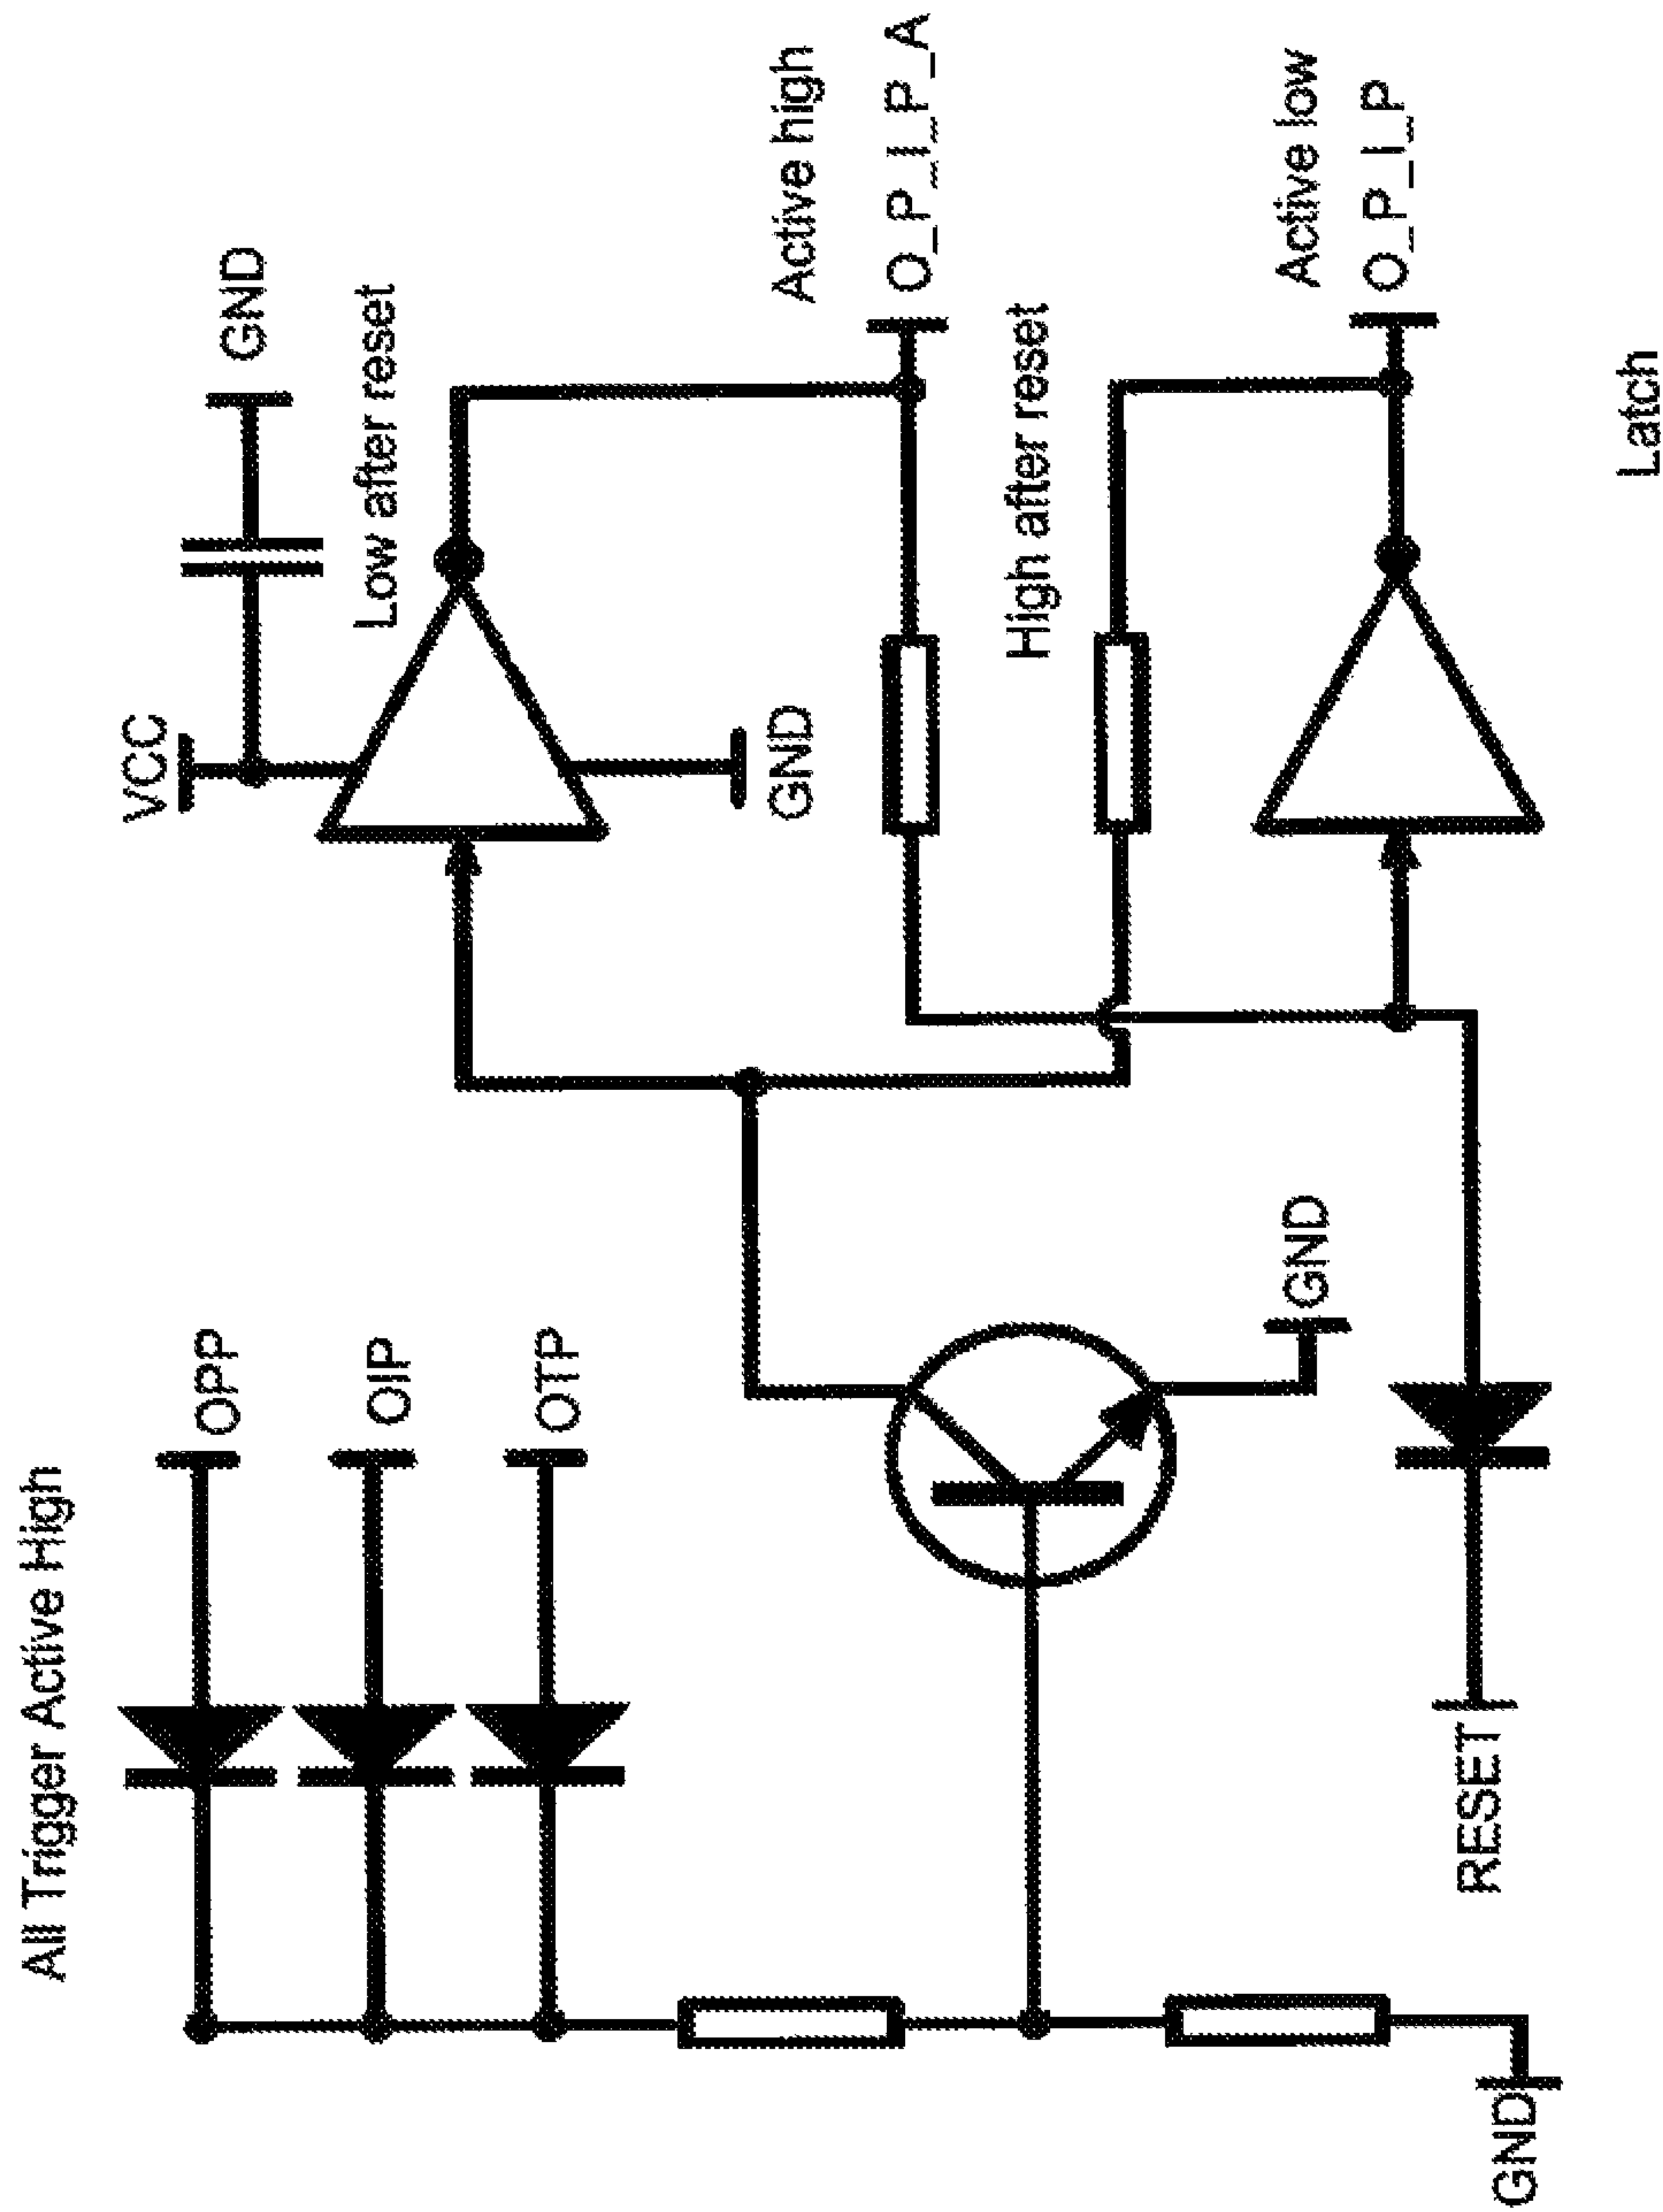 All Trigger Active High
OPP
OIP
OTP
VCC
GND
Low after reset
GND
Active high
O_P_I_P_A
High after reset
Active low
O_P_I_P
GND
RESET
GND
Latch